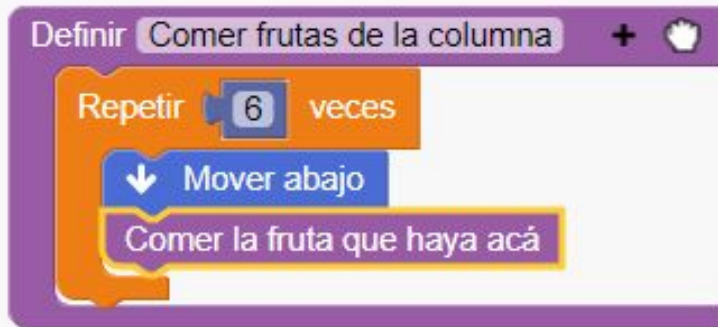 Definir Comer frutas de la columna +
Repetir 6 veces
Mover abajo
Comer la fruta que haya acá